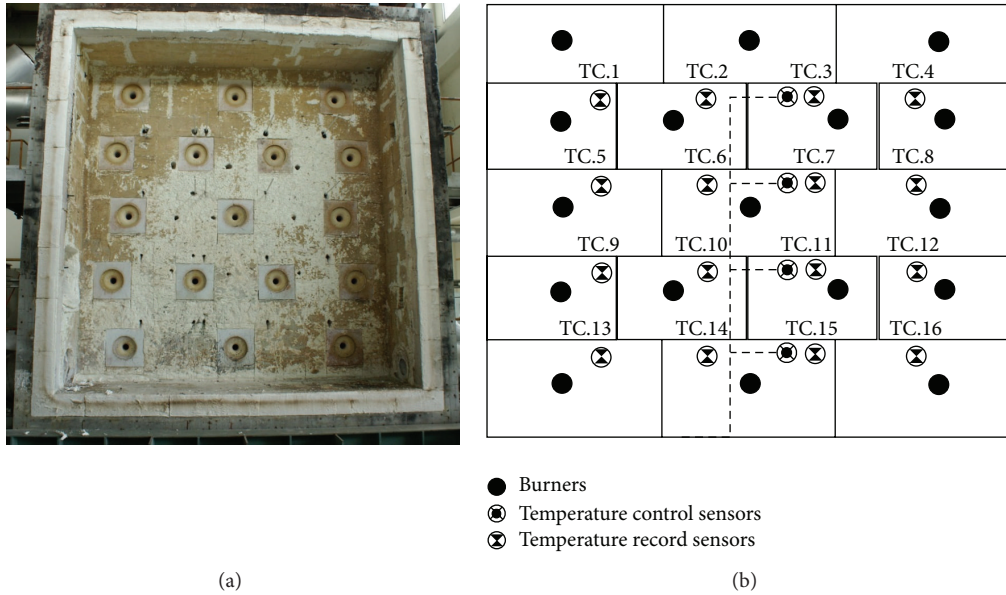 TC.1 TC.2 TC.3 TC.4
TC.5 TC.6 TC.7 TC.8
TC.9 TC.10 TC.11 TC.12
TC.13 TC.14 TC.15 TC.16
Burners
Temperature control sensors
Temperature record sensors
(a) (b)